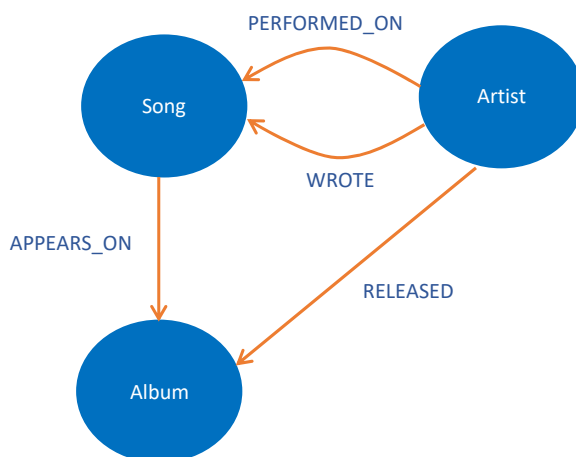 PERFORMED_ON
Song
Artist
WROTE
APPEARS_ON
RELEASED
Album